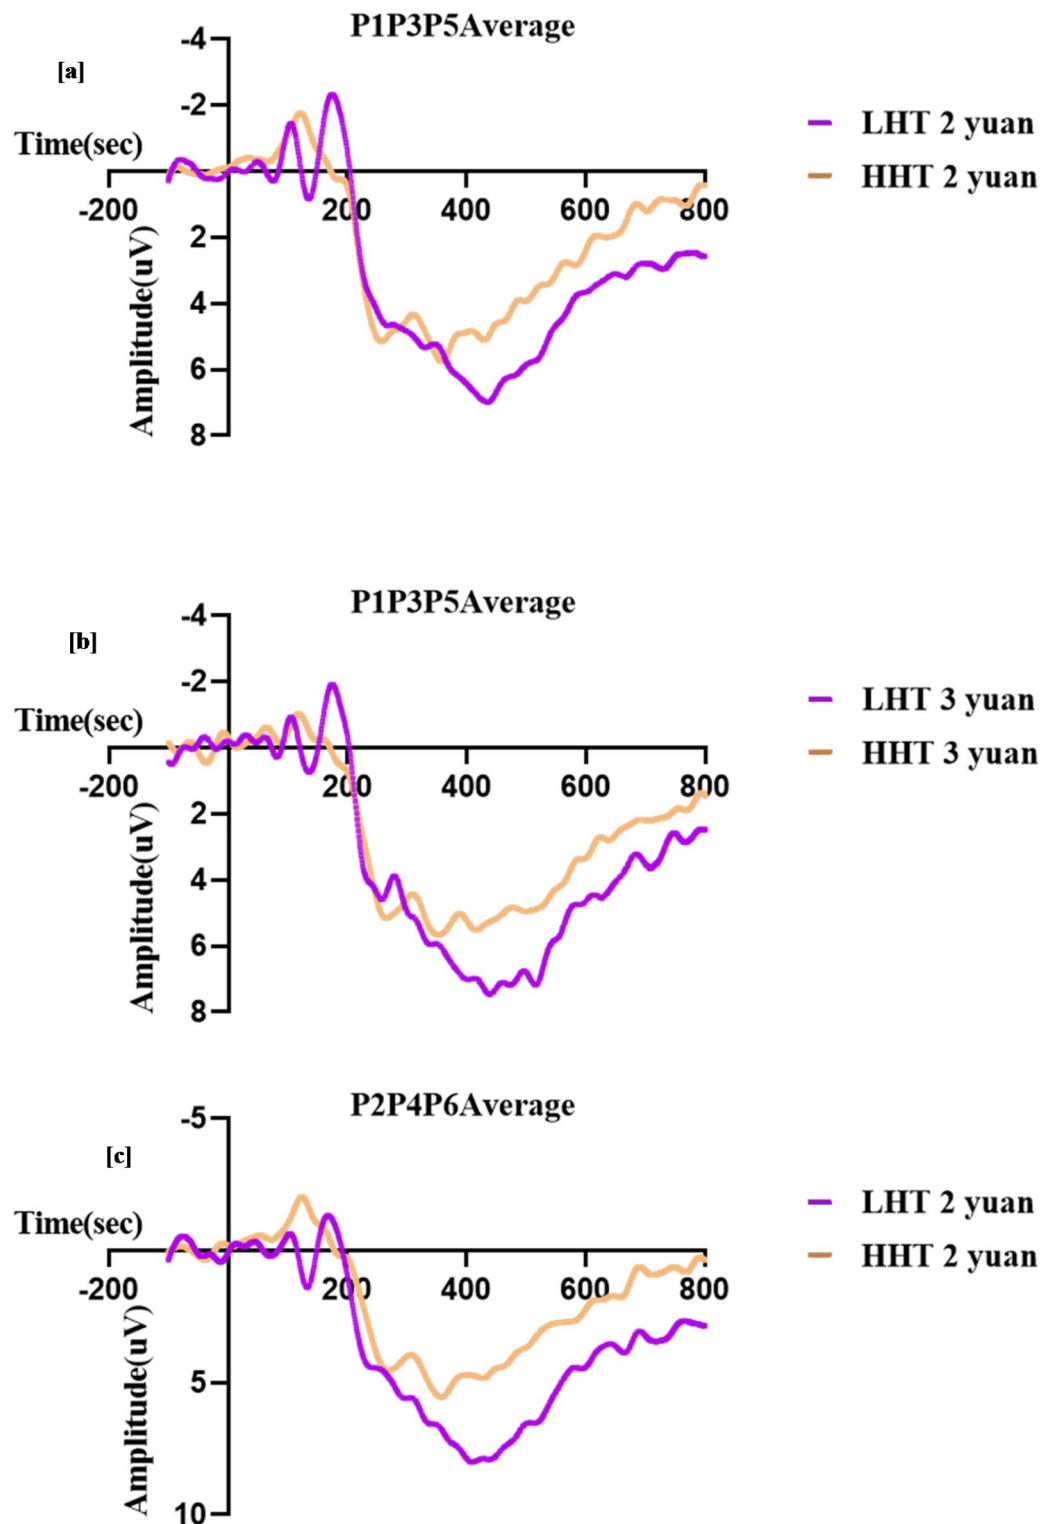 P1P3P5Average
[a]
-4
-2
Time(sec)
-200
200
400
600
800
2
4
6
8
Amplitude(uV)
LHT 2 yuan
HHT 2 yuan
P1P3P5Average
[b]
-4
-2
Time(sec)
-200
200
400
600
800
2
4
6
8
Amplitude(uV)
LHT 3 yuan
HHT 3 yuan
P2P4P6Average
[c]
-5
Time(sec)
-200
200
400
600
800
5
10
Amplitude(uV)
LHT 2 yuan
HHT 2 yuan